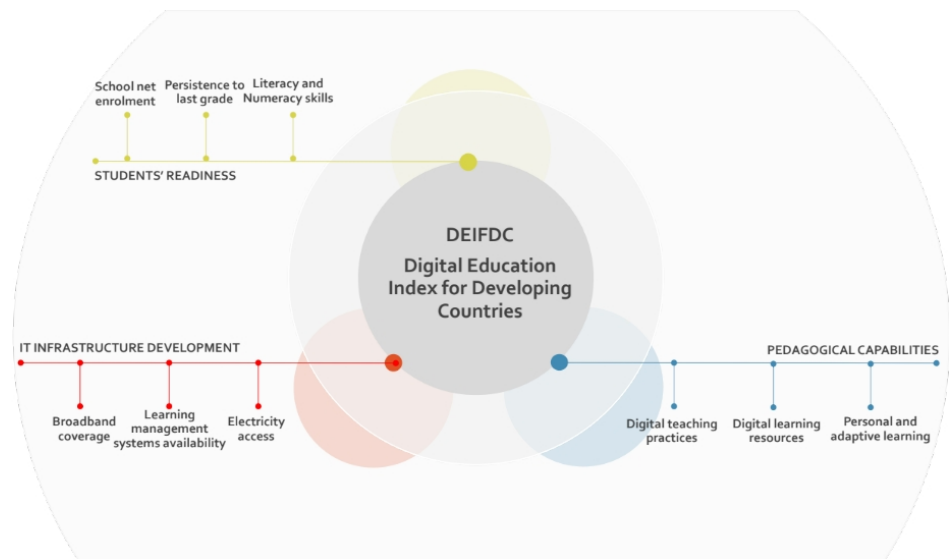 School net
enrolment
Persistence to
last grade
Literacy and
Numeracy skills
STUDENTS' READINESS
DEIFDC
Digital Education
Index for Developing
Countries
IT INFRASTRUCTURE DEVELOPMENT
Broadband
coverage
Learning
management
systems availability
Electricity
access
PEDAGOGICAL CAPABILITIES
Digital teaching
practices
Digital learning
resources
Personal and
adaptive learning